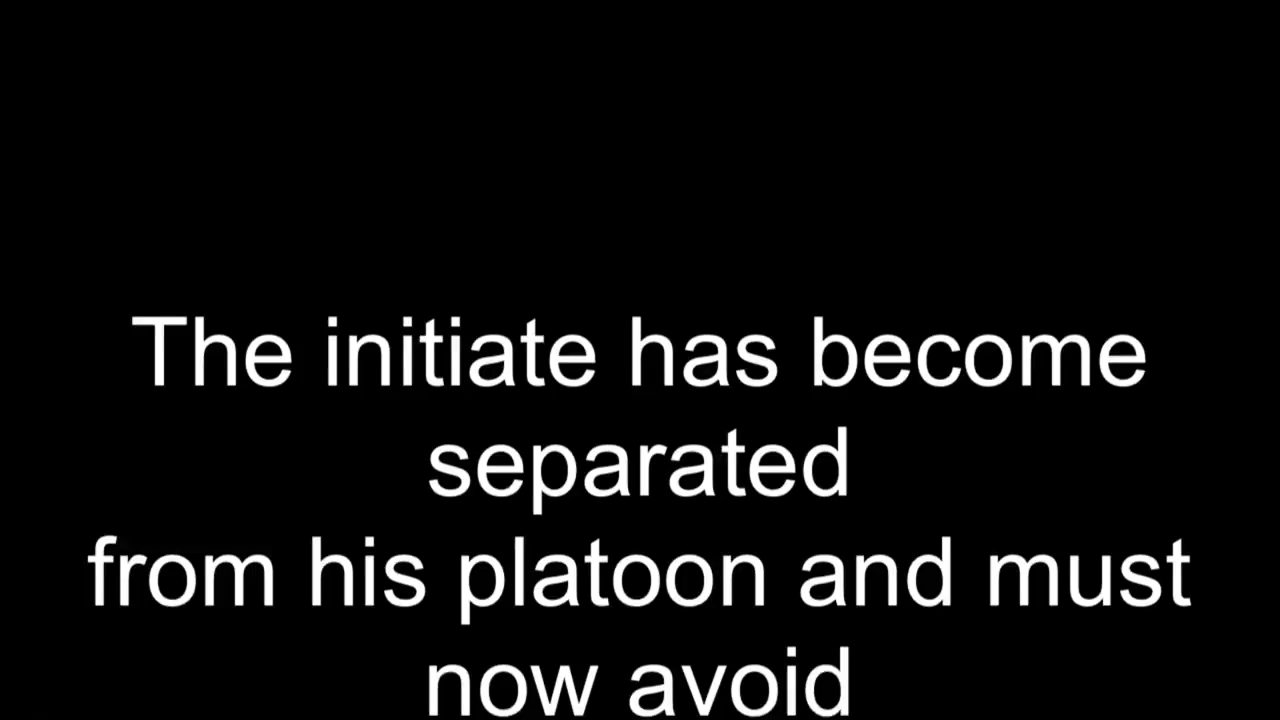 The initiate has become
separated
from his platoon and must
now avoid